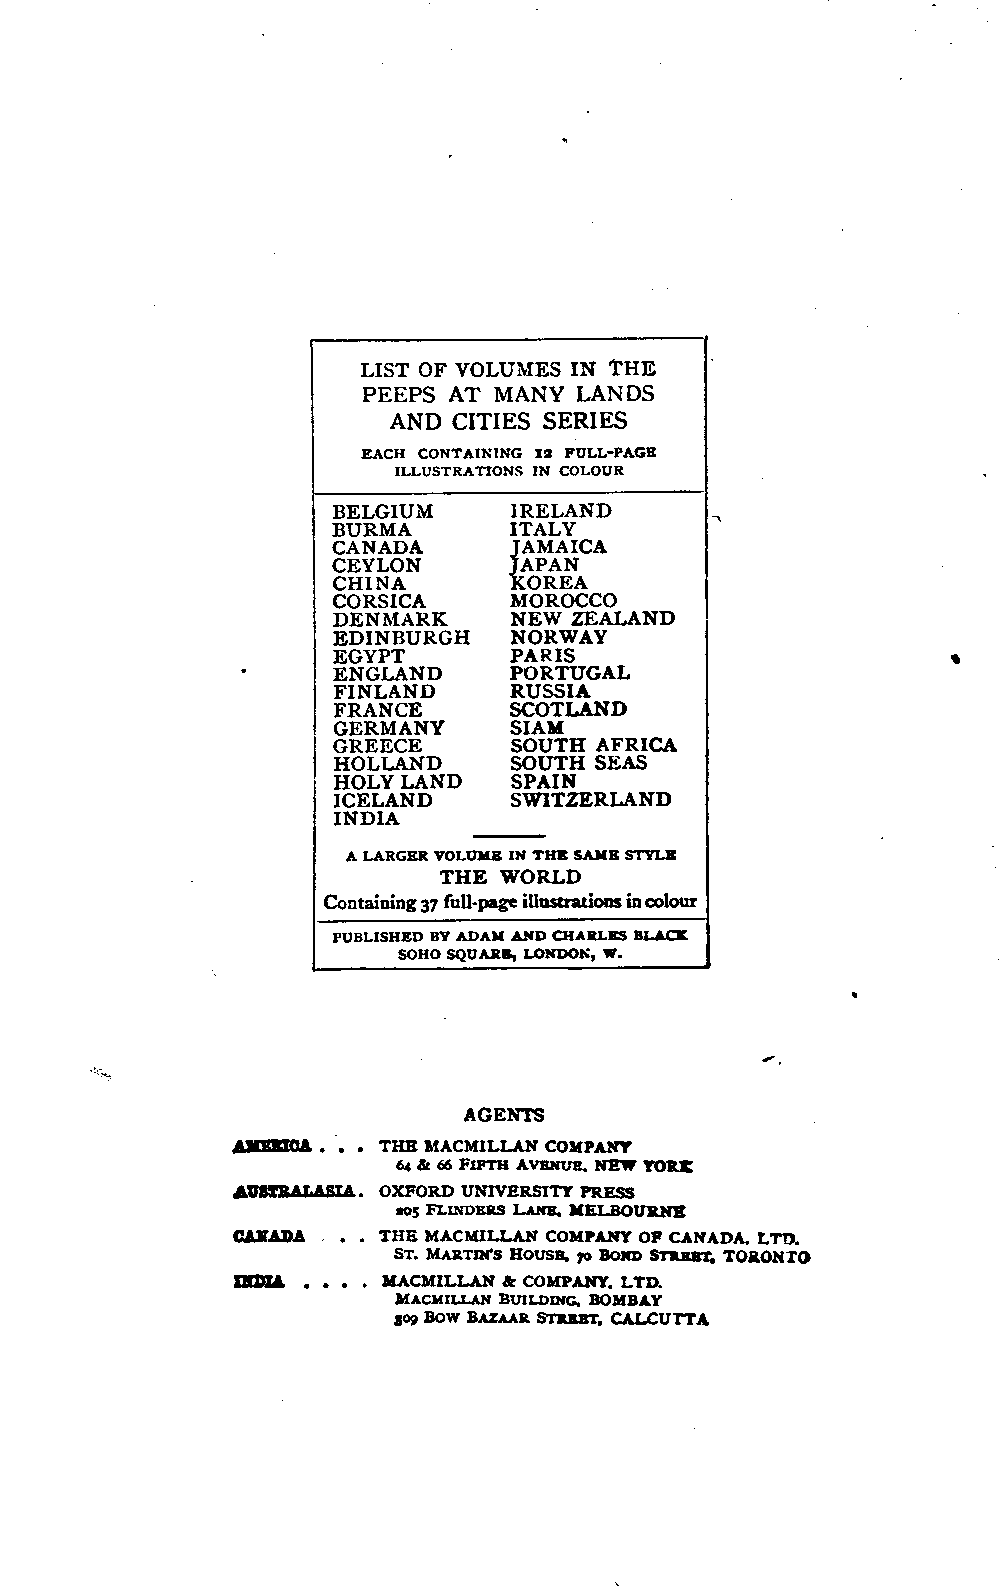 LIST OF VOLUMES IN THE
PEEPS AT MANY LANDS
AND CITIES SERIES
EACH CONTAINING 12 FULL-PAGE
ILLUSTRATIONS IN COLOUR
BELGIUM
BURMA
CANADA
CEYLON
CHINA
CORSICA
DENMARK
EDINBURGH
EGYPT
ENGLAND
FINLAND
FRANCE
GERMANY
GREECE
HOLLAND
HOLY LAND
ICELAND
INDIA
IRELAND
ITALY
JAMAICA
JAPAN
KOREA
MOROCCO
NEW ZEALAND
NORWAY
PARIS
PORTUGAL
RUSSIA
SCOTLAND
SIAM
SOUTH AFRICA
SOUTH SEAS
SPAIN
SWITZERLAND
A LARGER VOLUME IN THE SAME STYLE
THE WORLD
Containing 37 full-page illustrations in colour
PUBLISHED BY ADAM AND CHARLES BLACK
SOHO SQUARE, LONDON, W.
AGENTS
AMERICA . . . THE MACMILLAN COMPANY
64 & 66 FIFTH AVENUE, NEW YORK
AUSTRALASIA. OXFORD UNIVERSITY PRESS
205 FLINDERS LANE, MELBOURNE
CANADA . . . THE MACMILLAN COMPANY OF CANADA, LTD.
ST. MARTIN'S HOUSE, 70 BOND STREET, TORONTO
INDIA . . . . MACMILLAN & COMPANY, LTD.
MACMILLAN BUILDING, BOMBAY
309 BOW BAZAAR STREET, CALCUTTA